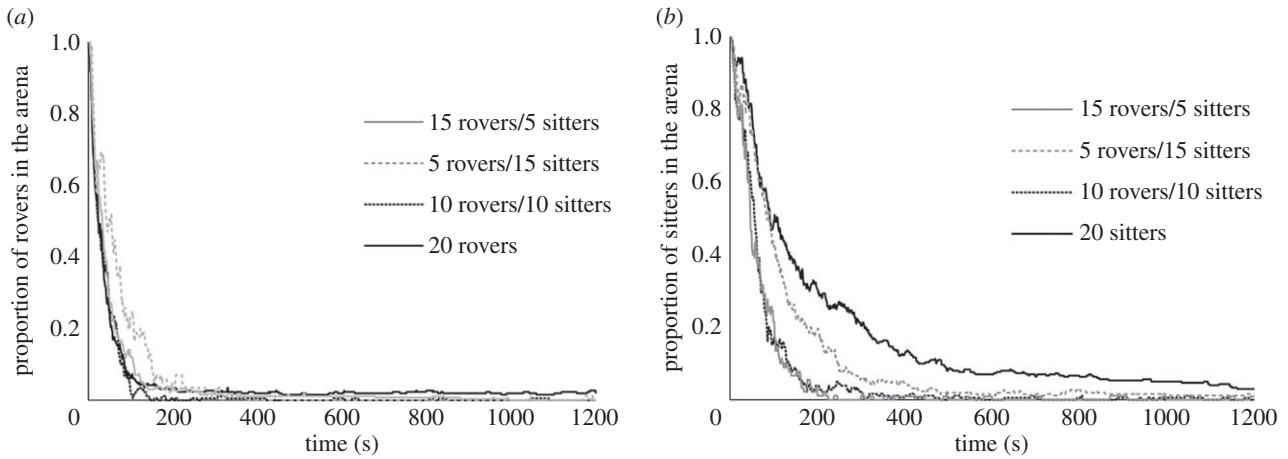 (a)
proportion of rovers in the arena
1.0
0.8
0.6
0.4
0.2
0 200 400 600 800 1000 1200
time (s)
15 rovers/5 sitters
5 rovers/15 sitters
10 rovers/10 sitters
20 rovers
(b)
proportion of sitters in the arena
1.0
0.8
0.6
0.4
0.2
0 200 400 600 800 1000 1200
time (s)
15 rovers/5 sitters
5 rovers/15 sitters
10 rovers/10 sitters
20 sitters